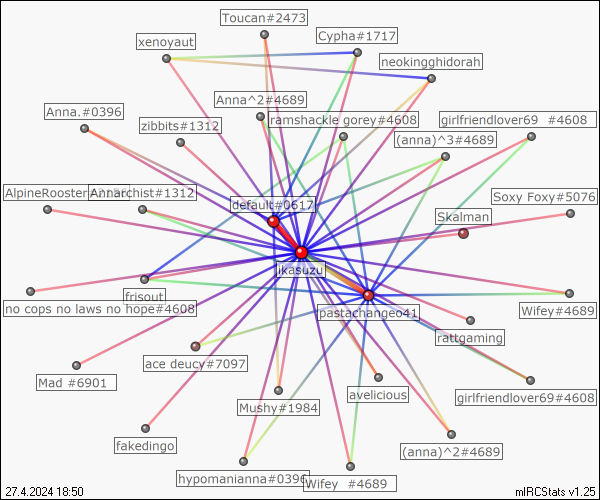 Toucan#2473
Cypha#1717
xenoyaut
neokingghidorah
Anna^2#4689
Anna.#0396
ramshackle gorey#4608
girlfriendlover69 #4608
zibbits#1312
(anna)^3#4689
Annarchist#1312
Soxy Foxy#5076
default#0617
Skalman
ikasuzu
frisout
no cops no laws no hope#4608
pastachangeo41
Wifey#4689
rattgaming
ace deucy#7097
Mad #6901
avelicious
girlfriendlover69#4608
Mushy#1984
fakedingo
(anna)^2#4689
hypomanianna#0396
Wifey #4689
27.4.2024 18:50
mIRCStats v1.25